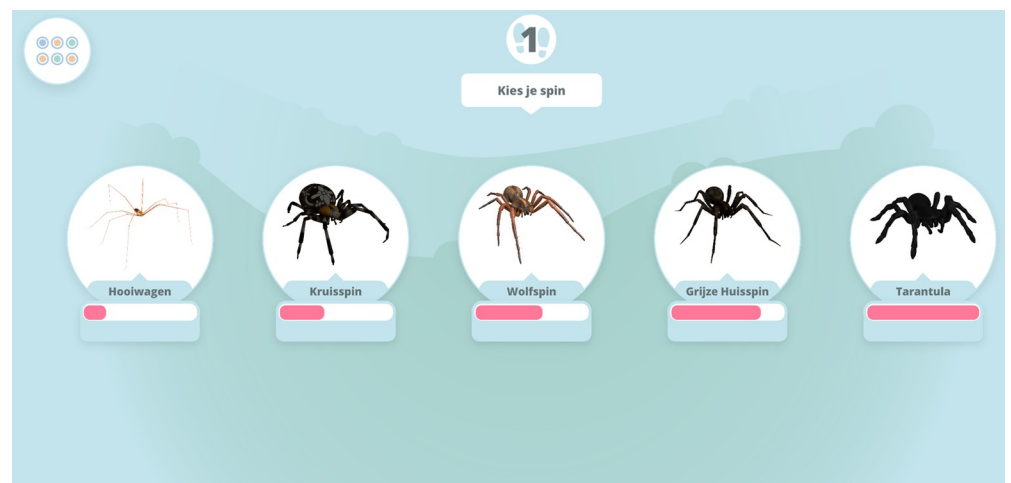 1
Kies je spin
Hooiwagen
Kruisspin
Wolfspin
Grijze Huisspin
Tarantula